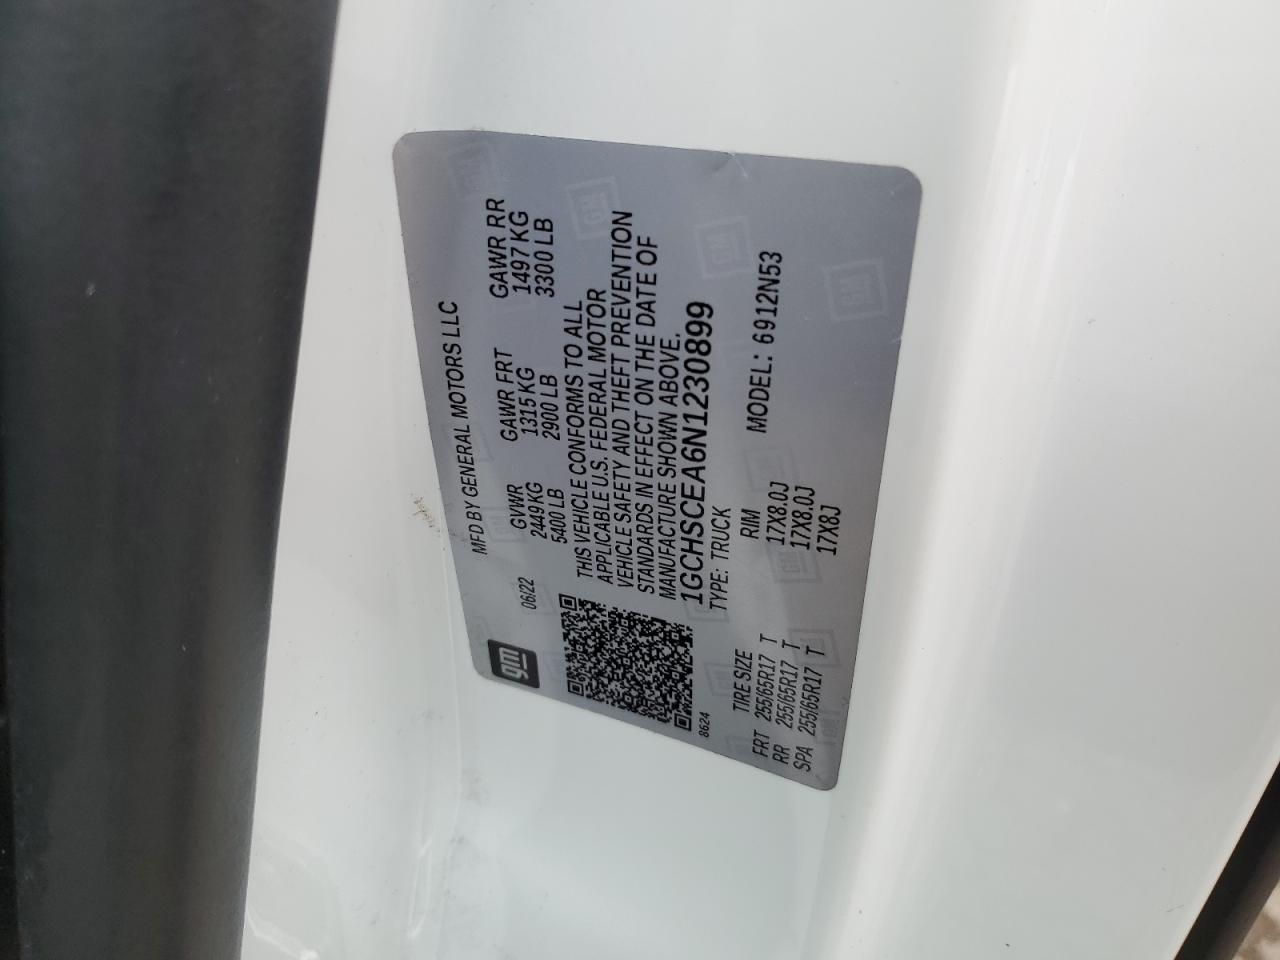 gm
06/22
MFD BY GENERAL MOTORS LLC
GVWR GAWR FRT GAWR RR
2449 KG 1315 KG 1497 KG
5400 LB 2900 LB 3300 LB
THIS VEHICLE CONFORMS TO ALL
APPLICABLE U.S. FEDERAL MOTOR
VEHICLE SAFETY AND THEFT PREVENTION
STANDARDS IN EFFECT ON THE DATE OF
MANUFACTURE SHOWN ABOVE.
1GCHSCEA6N1230899
TYPE: TRUCK
8624
MODEL: 6912N53
TIRE SIZE RIM
FRT 255/65R17 T 17X8.0J
RR 255/65R17 T 17X8.0J
SPA 255/65R17 T 17X8J